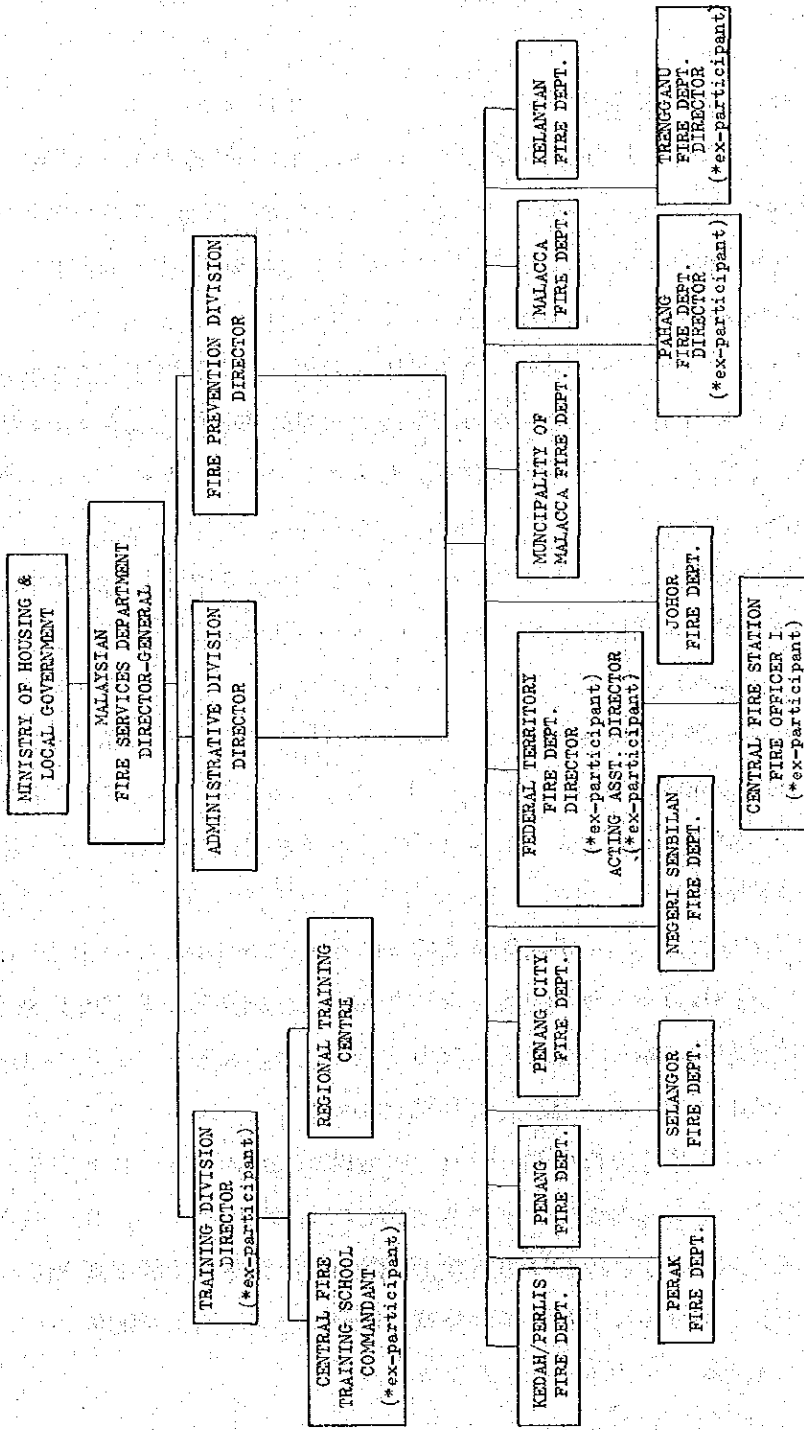 MINISTRY OF HOUSING &
LOCAL GOVERNMENT
MALAYSIAN
FIRE SERVICES DEPARTMENT
DIRECTOR-GENERAL
TRAINING DIVISION
DIRECTOR
(*ex-participant)
ADMINISTRATIVE DIVISION
DIRECTOR
FIRE PREVENTION DIVISION
DIRECTOR
CENTRAL FIRE
TRAINING SCHOOL
COMMANDANT
(*ex-participant)
REGIONAL TRAINING
CENTRE
KEDAH/PERLIS
FIRE DEPT.
PENANG
FIRE DEPT.
PENANG CITY
FIRE DEPT.
FEDERAL TERRITORY
FIRE DEPT.
DIRECTOR
(*ex-participant)
ACTING ASST. DIRECTOR
(*ex-participant)
MUNCIPALITY OF
MALACCA FIRE DEPT.
MALACCA
FIRE DEPT.
KELANTAN
FIRE DEPT.
PERAK
FIRE DEPT.
SELANGOR
FIRE DEPT.
NEGERI SENBILAN
FIRE DEPT.
JOHOR
FIRE DEPT.
PAHANG
FIRE DEPT.
DIRECTOR
(*ex-participant)
TRENGGANU
FIRE DEPT.
DIRECTOR
(*ex-participant)
CENTRAL FIRE STATION
FIRE OFFICER I
(*ex-participant)